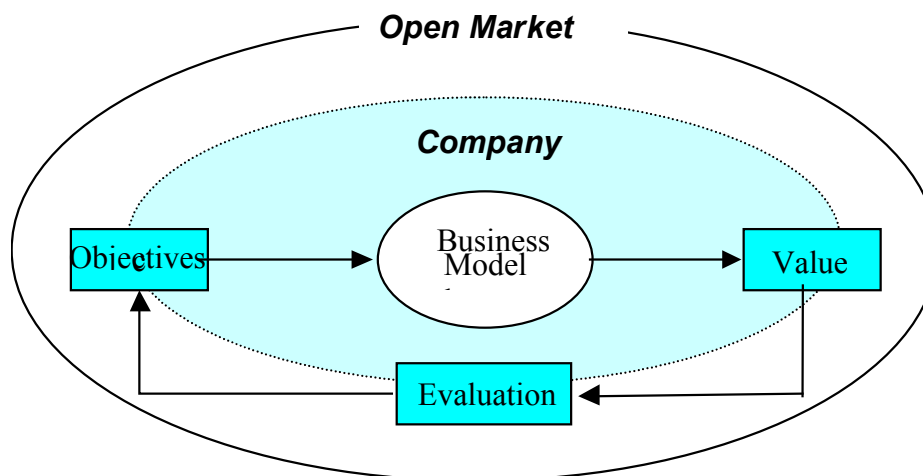 Open Market
Company
Objectives
Business
Model
Value
Evaluation